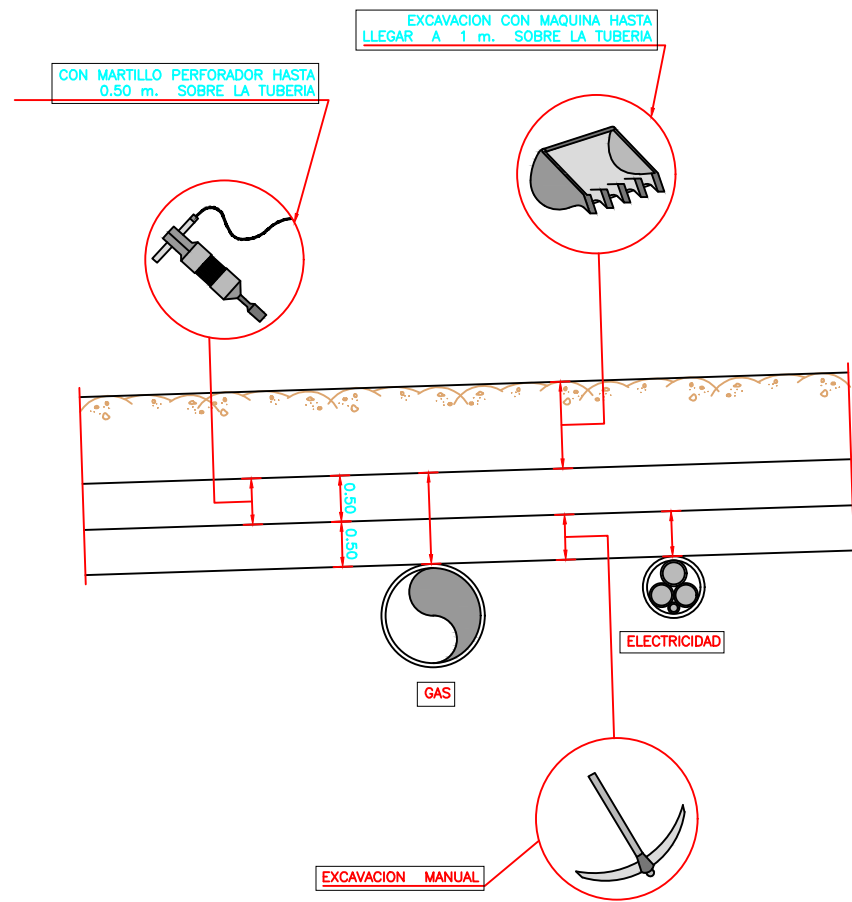 EXCAVACION CON MAQUINA HASTA
LLEGAR A 1 m. SOBRE LA TUBERIA
CON MARTILLO PERFORADOR HASTA
0.50 m. SOBRE LA TUBERIA
0.50
0.50
ELECTRICIDAD
GAS
EXCAVACION MANUAL